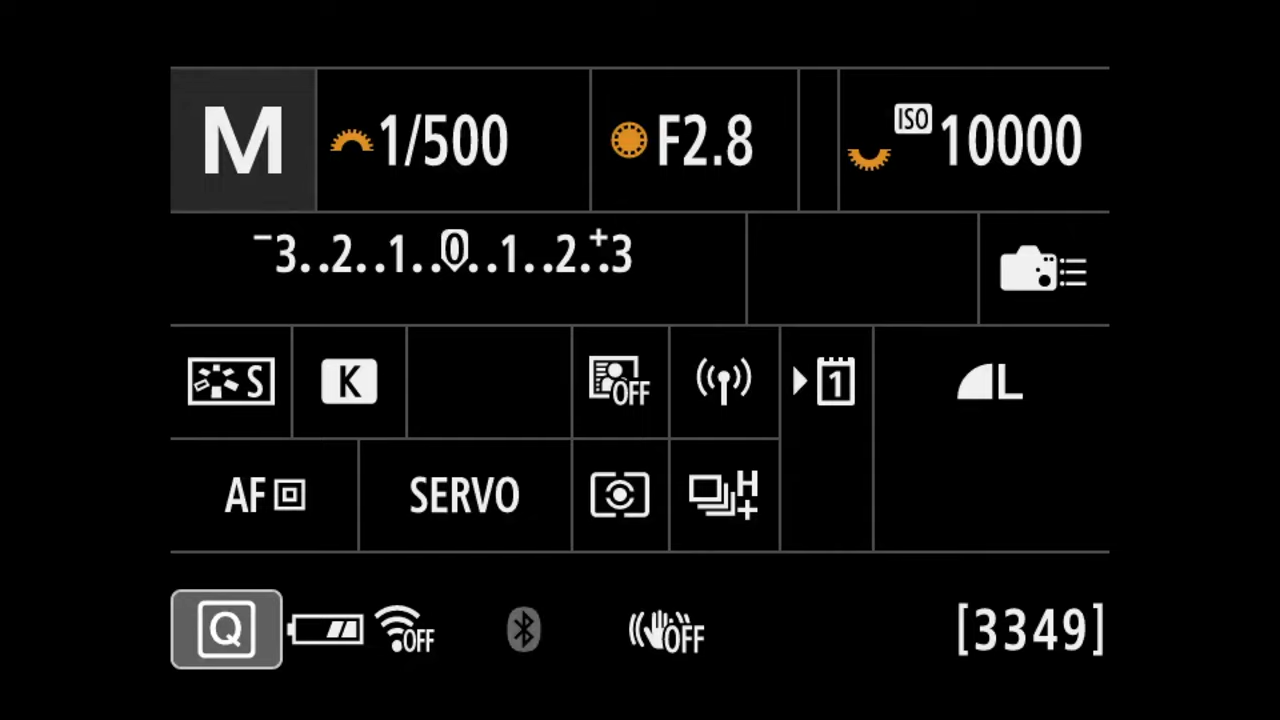 M 1/500 F2.8 ISO 10000
−3..2..1..0..1..2..+3
S K OFF 1 L
AF SERVO H+
Q OFF OFF [3349]